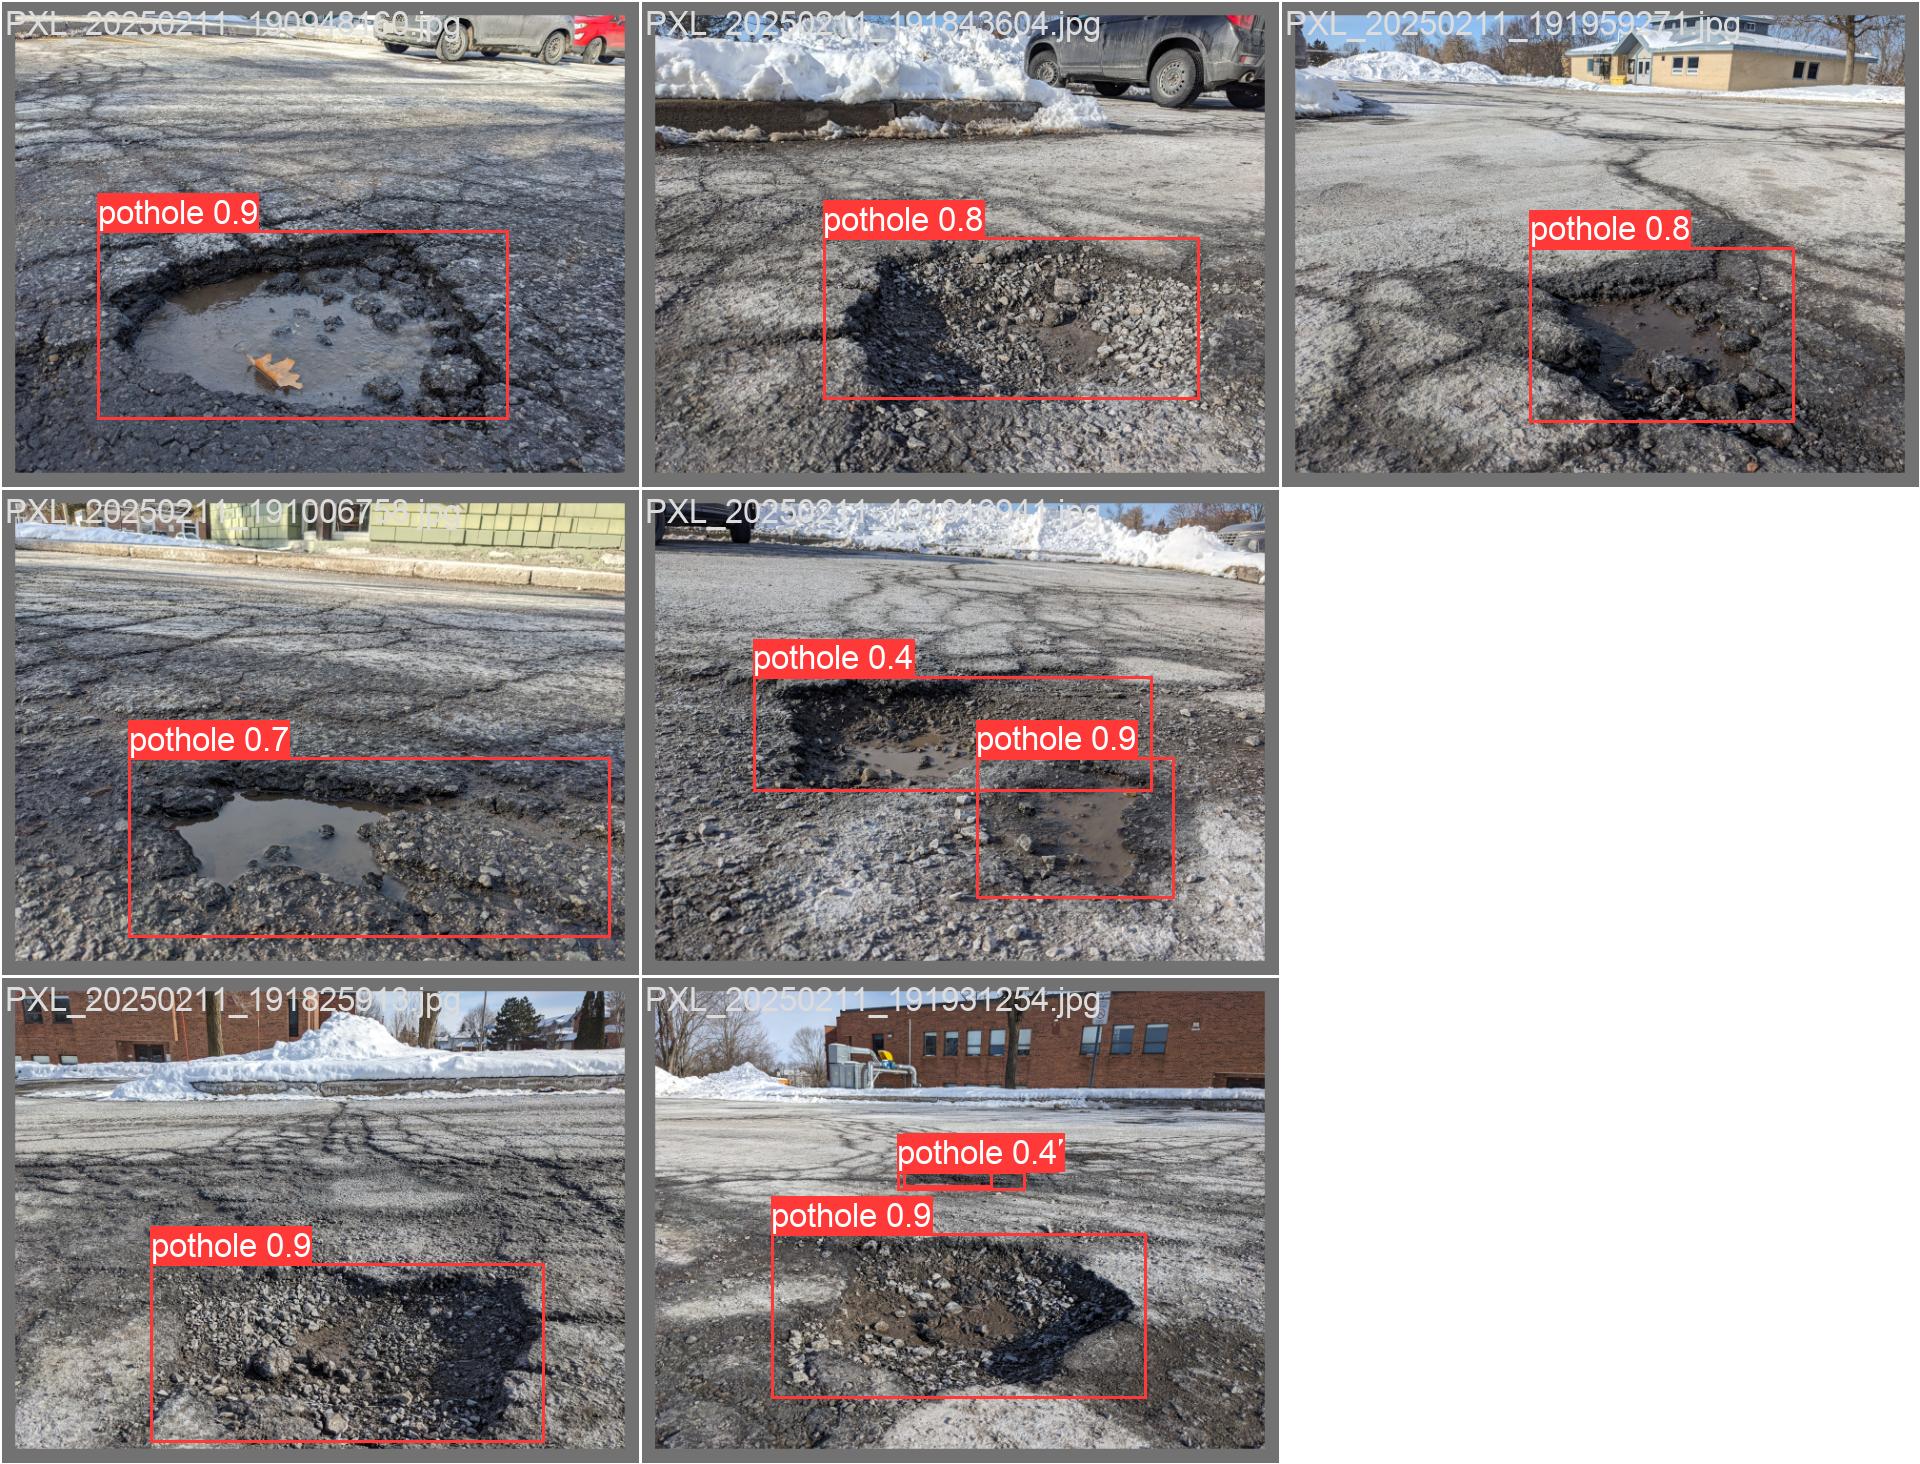 PXL_20250211_190948160.jpg
pothole 0.9
PXL_20250211_191843604.jpg
pothole 0.8
PXL_20250211_191959271.jpg
pothole 0.8
PXL_20250211_191006753.jpg
pothole 0.7
pothole 0.4
pothole 0.9
PXL_20250211_191825913.jpg
pothole 0.9
PXL_20250211_191931254.jpg
pothole 0.4
pothole 0.9